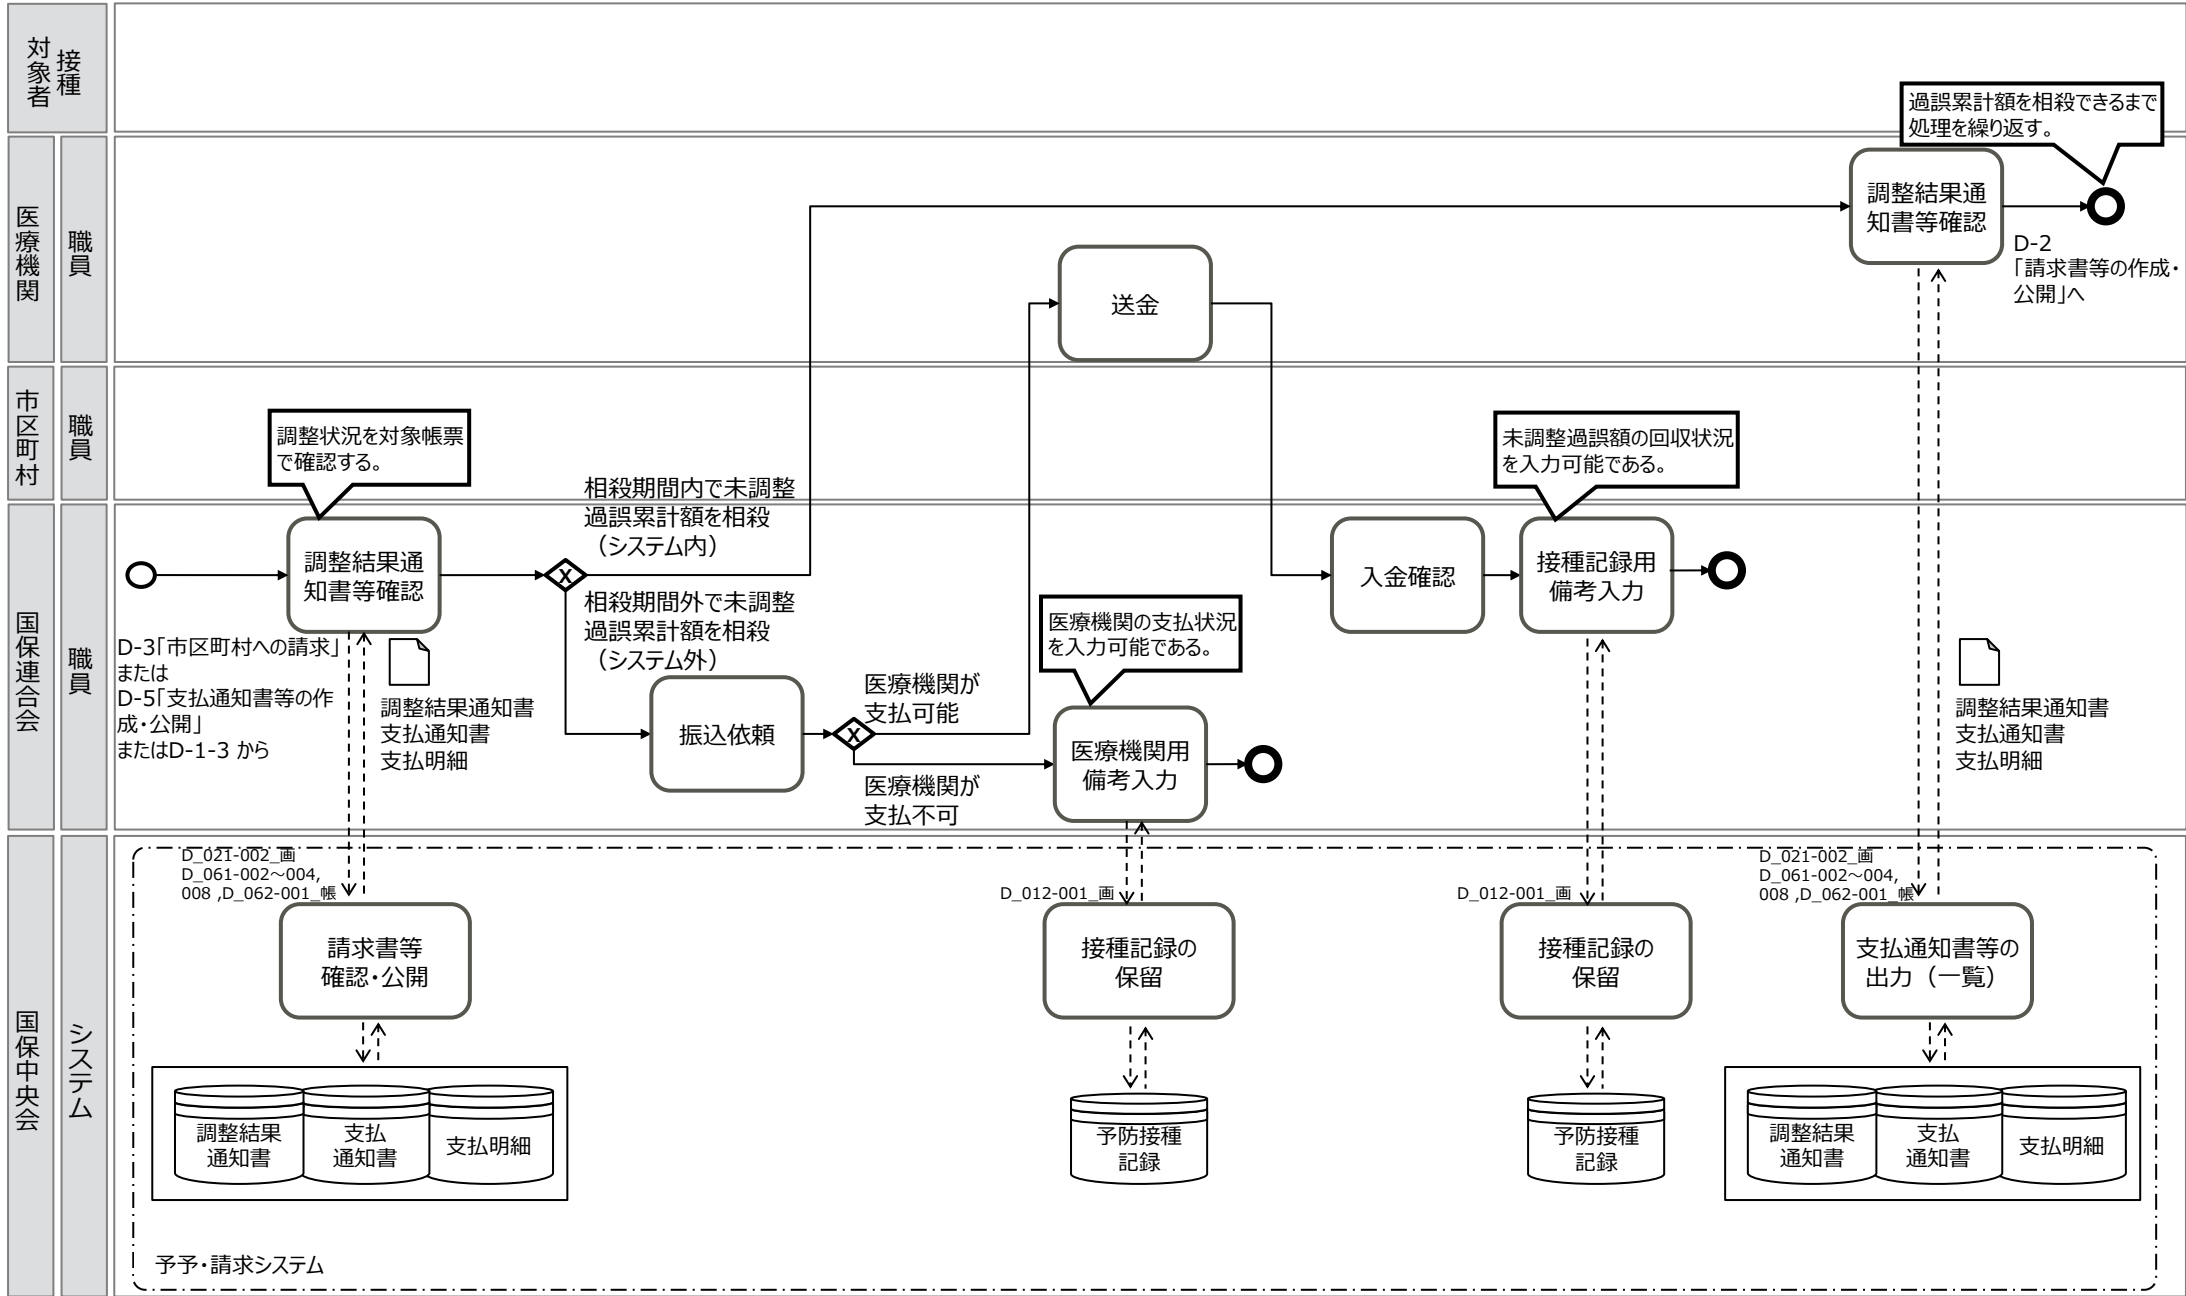 接種
対象者
過誤累計額を相殺できるまで
処理を繰り返す。
医療機関
職員
調整結果通
知書等確認
D-2
「請求書等の作成・
公開」へ
送金
市区町村
職員
調整状況を対象帳票
で確認する。
未調整過誤額の回収状況
を入力可能である。
相殺期間内で未調整
過誤累計額を相殺
（システム内）
国保連合会
職員
調整結果通
知書等確認
X
入金確認
接種記録用
備考入力
相殺期間外で未調整
過誤累計額を相殺
（システム外）
医療機関の支払状況
を入力可能である。
D-3「市区町村への請求」
または
D-5「支払通知書等の作
成・公開」
またはD-1-3 から
調整結果通知書
支払通知書
支払明細
振込依頼
X
医療機関が
支払可能
医療機関用
備考入力
医療機関が
支払不可
調整結果通知書
支払通知書
支払明細
国保中央会
システム
D_021-002_画
D_061-002～004,
008 ,D_062-001_帳
D_012-001_画
D_012-001_画
D_021-002_画
D_061-002～004,
008 ,D_062-001_帳
請求書等
確認・公開
接種記録の
保留
接種記録の
保留
支払通知書等の
出力（一覧）
調整結果
通知書
支払
通知書
支払明細
予防接種
記録
予防接種
記録
調整結果
通知書
支払
通知書
支払明細
予予・請求システム